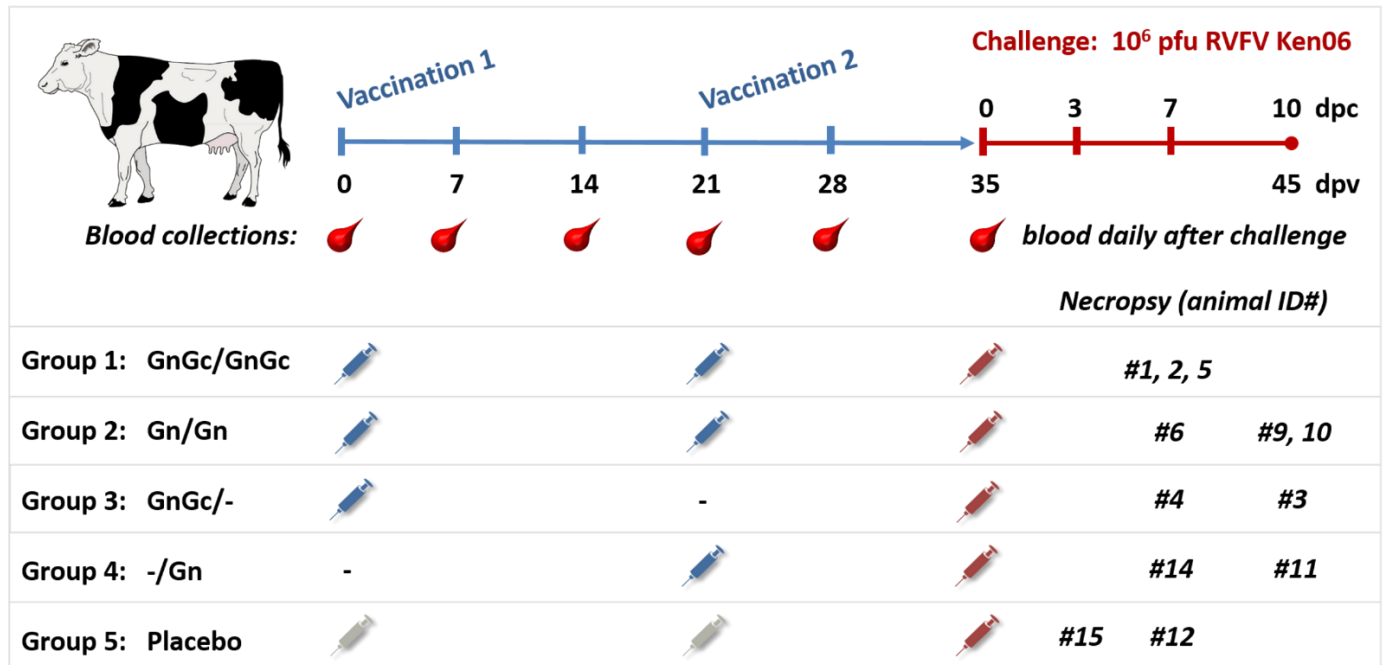 Challenge: 10⁶ pfu RVFV Ken06
Vaccination 1
Vaccination 2
0 3 7 10 dpc
0 7 14 21 28 35 45 dpv
Blood collections: blood daily after challenge
Necropsy (animal ID#)
Group 1: GnGc/GnGc #1, 2, 5
Group 2: Gn/Gn #6 #9, 10
Group 3: GnGc/- - #4 #3
Group 4: -/Gn - #14 #11
Group 5: Placebo #15 #12